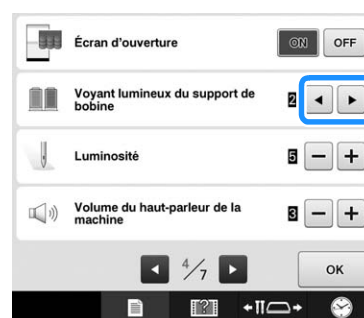 Écran d'ouverture ON OFF
Voyant lumineux du support de
bobine 2
Luminosité 5 − +
Volume du haut-parleur de la
machine 3 − +
4/7 OK